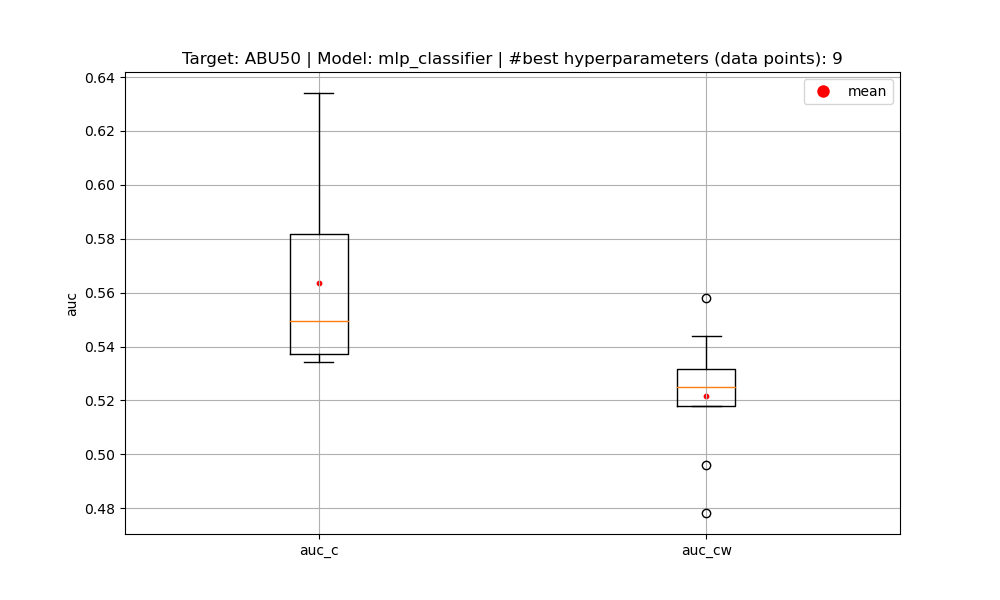 Target: ABU50 | Model: mlp_classifier | #best hyperparameters (data points): 9
mean
0.64
0.62
0.60
0.58
0.56
0.54
0.52
0.50
0.48
auc
auc_c
auc_cw